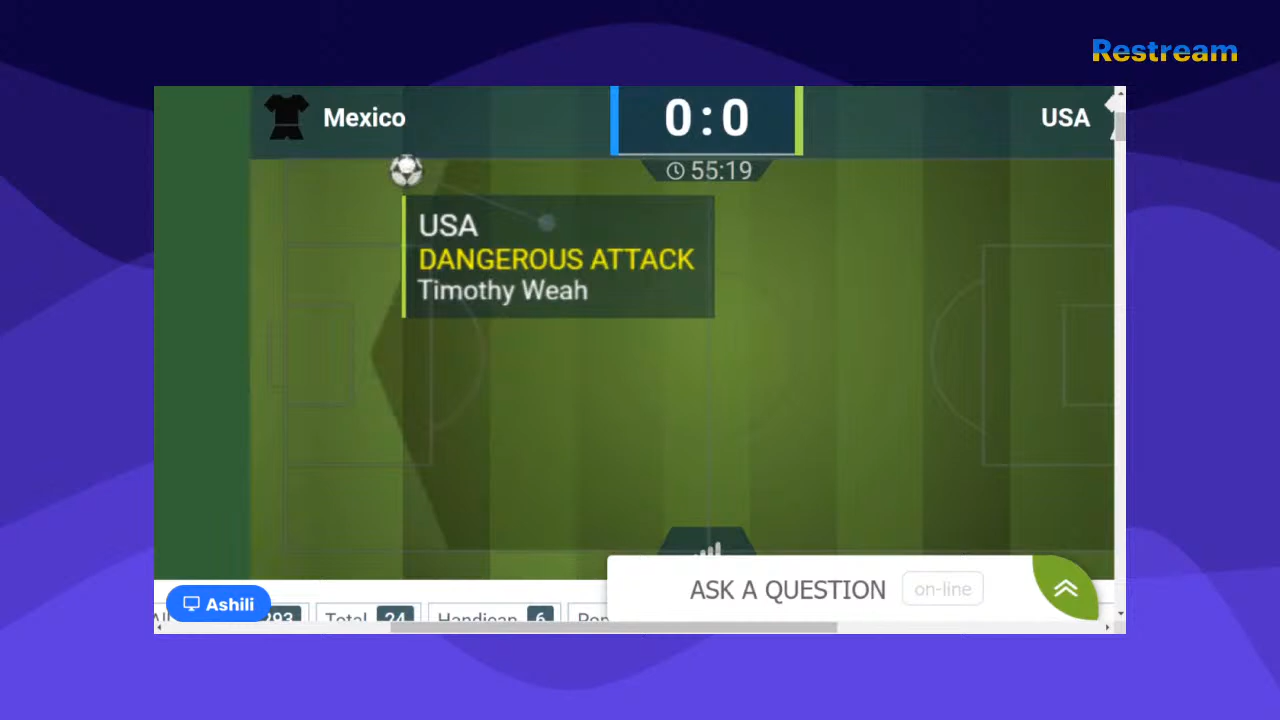 Restream
Mexico
0:0
USA
55:19
USA
DANGEROUS ATTACK
Timothy Weah
ASK A QUESTION
on-line
Ashili
Total 24
Handicap 6